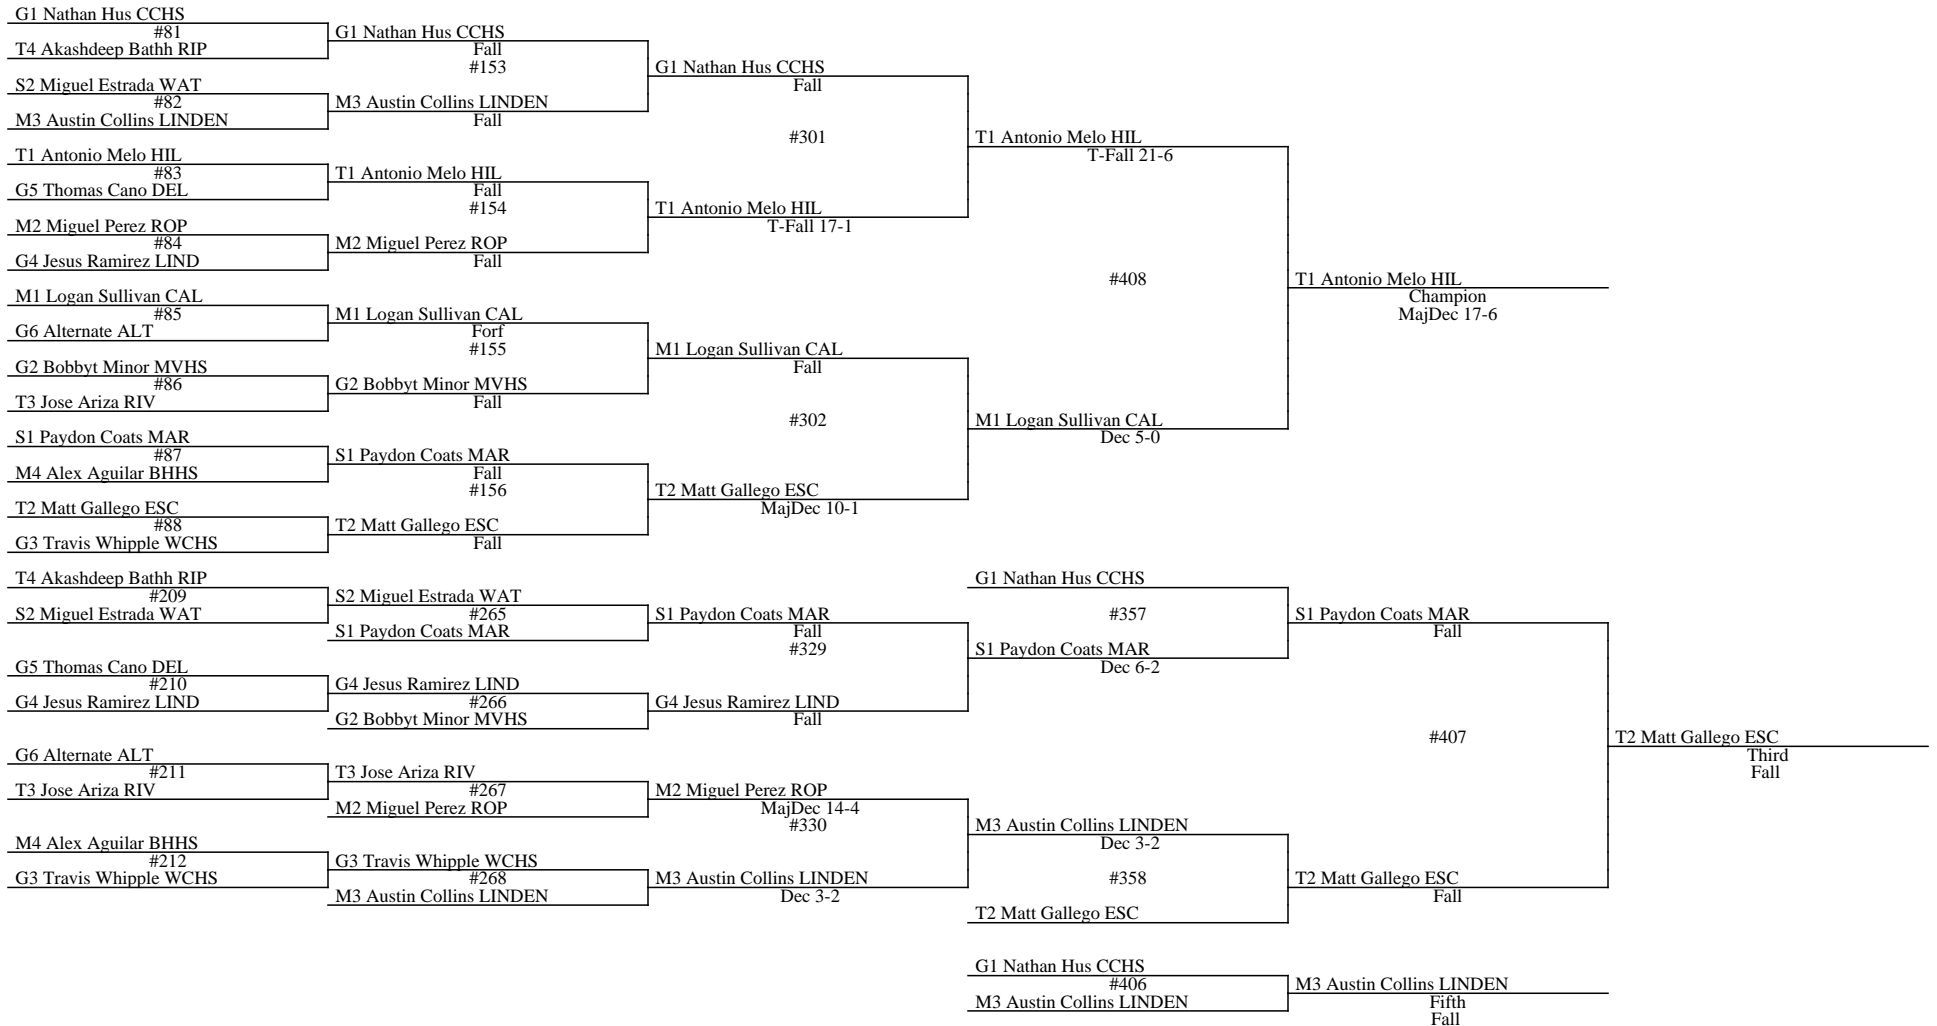 G1 Nathan Hus CCHS
#81
T4 Akashdeep Bathh RIP
S2 Miguel Estrada WAT
#82
M3 Austin Collins LINDEN
T1 Antonio Melo HIL
#83
G5 Thomas Cano DEL
M2 Miguel Perez ROP
#84
G4 Jesus Ramirez LIND
M1 Logan Sullivan CAL
#85
G6 Alternate ALT
G2 Bobbyt Minor MVHS
#86
T3 Jose Ariza RIV
S1 Paydon Coats MAR
#87
M4 Alex Aguilar BHHS
T2 Matt Gallego ESC
#88
G3 Travis Whipple WCHS
G1 Nathan Hus CCHS
Fall
#153
M3 Austin Collins LINDEN
Fall
T1 Antonio Melo HIL
Fall
#154
M2 Miguel Perez ROP
Fall
M1 Logan Sullivan CAL
Forf
#155
G2 Bobbyt Minor MVHS
Fall
S1 Paydon Coats MAR
Fall
#156
T2 Matt Gallego ESC
Fall
G1 Nathan Hus CCHS
Fall
#301
T1 Antonio Melo HIL
T-Fall 17-1
M1 Logan Sullivan CAL
Fall
#302
T2 Matt Gallego ESC
MajDec 10-1
T1 Antonio Melo HIL
T-Fall 21-6
#408
M1 Logan Sullivan CAL
Dec 5-0
T1 Antonio Melo HIL
Champion
MajDec 17-6
T4 Akashdeep Bathh RIP
#209
S2 Miguel Estrada WAT
G5 Thomas Cano DEL
#210
G4 Jesus Ramirez LIND
G6 Alternate ALT
#211
T3 Jose Ariza RIV
M4 Alex Aguilar BHHS
#212
G3 Travis Whipple WCHS
S2 Miguel Estrada WAT
#265
S1 Paydon Coats MAR
G4 Jesus Ramirez LIND
#266
G2 Bobbyt Minor MVHS
T3 Jose Ariza RIV
#267
M2 Miguel Perez ROP
G3 Travis Whipple WCHS
#268
M3 Austin Collins LINDEN
S1 Paydon Coats MAR
Fall
#329
G4 Jesus Ramirez LIND
Fall
M2 Miguel Perez ROP
MajDec 14-4
#330
M3 Austin Collins LINDEN
Dec 3-2
G1 Nathan Hus CCHS
#357
S1 Paydon Coats MAR
Dec 6-2
M3 Austin Collins LINDEN
Dec 3-2
#358
T2 Matt Gallego ESC
S1 Paydon Coats MAR
Fall
#407
T2 Matt Gallego ESC
Fall
T2 Matt Gallego ESC
Third
Fall
G1 Nathan Hus CCHS
#406
M3 Austin Collins LINDEN
M3 Austin Collins LINDEN
Fifth
Fall